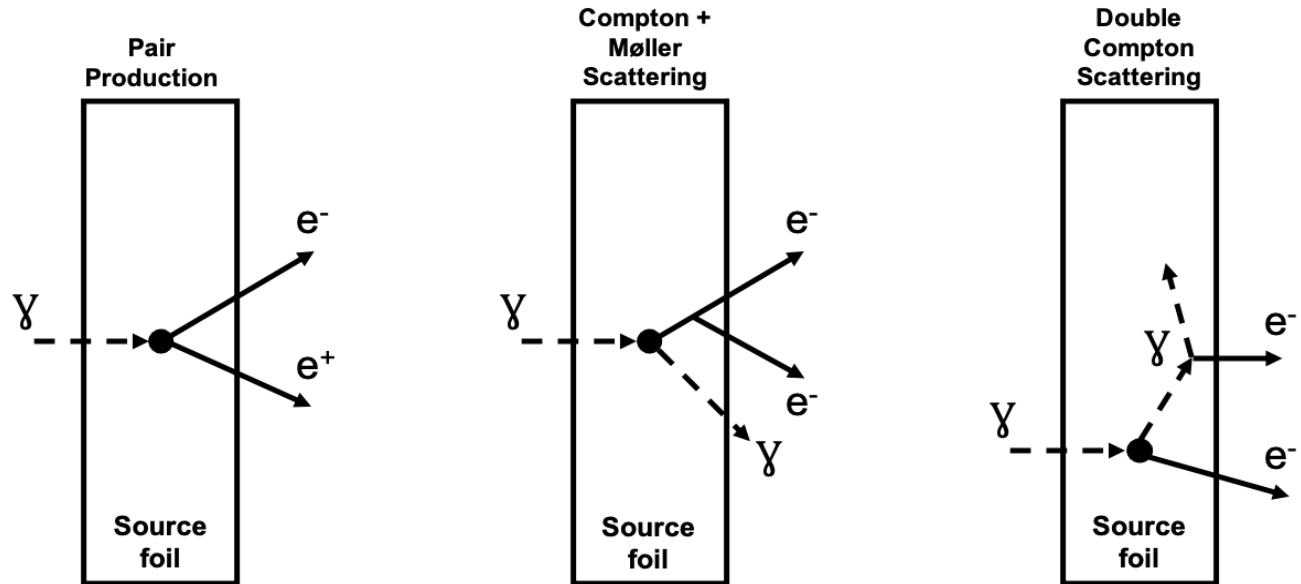 Pair
Production
γ
e-
e+
Source
foil
Compton +
Møller
Scattering
γ
e-
e-
γ
Source
foil
Double
Compton
Scattering
γ
γ
e-
e-
Source
foil